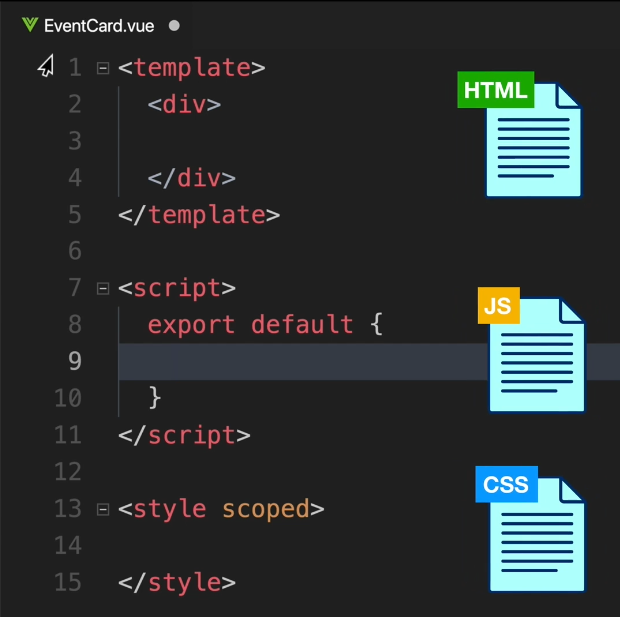 EventCard.vue
1 <template>
HTML
2 <div>
3
4 </div>
5 </template>
6
7 <script>
JS
8 export default {
9
10 }
11 </script>
12
CSS
13 <style scoped>
14
15 </style>